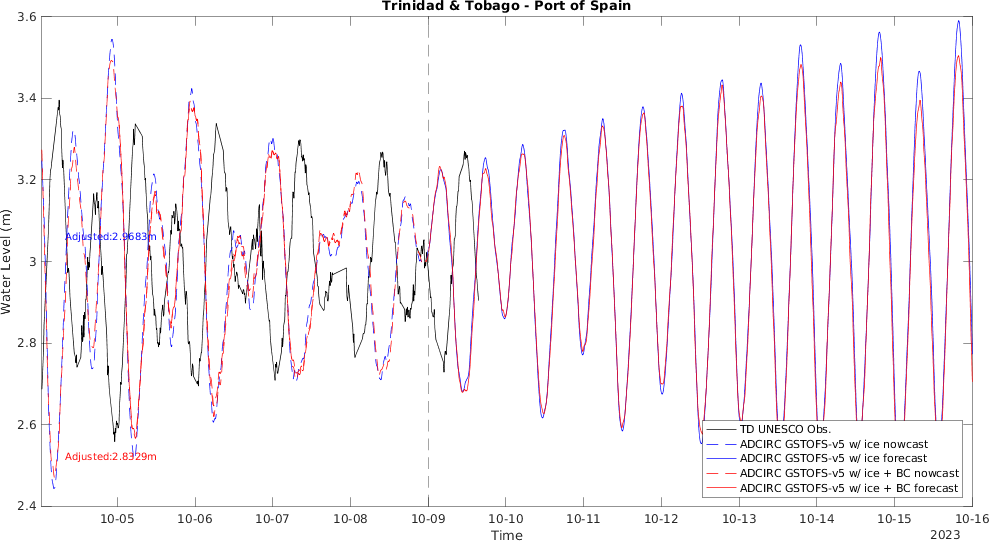 Trinidad & Tobago - Port of Spain
3.6
3.4
3.2
3
2.8
2.6
2.4
Water Level (m)
Adjusted:2.9683m
Adjusted:2.8329m
TD UNESCO Obs.
ADCIRC GSTOFS-v5 w/ ice nowcast
ADCIRC GSTOFS-v5 w/ ice forecast
ADCIRC GSTOFS-v5 w/ ice + BC nowcast
ADCIRC GSTOFS-v5 w/ ice + BC forecast
10-05 10-06 10-07 10-08 10-09 10-10 10-11 10-12 10-13 10-14 10-15 10-16
Time
2023